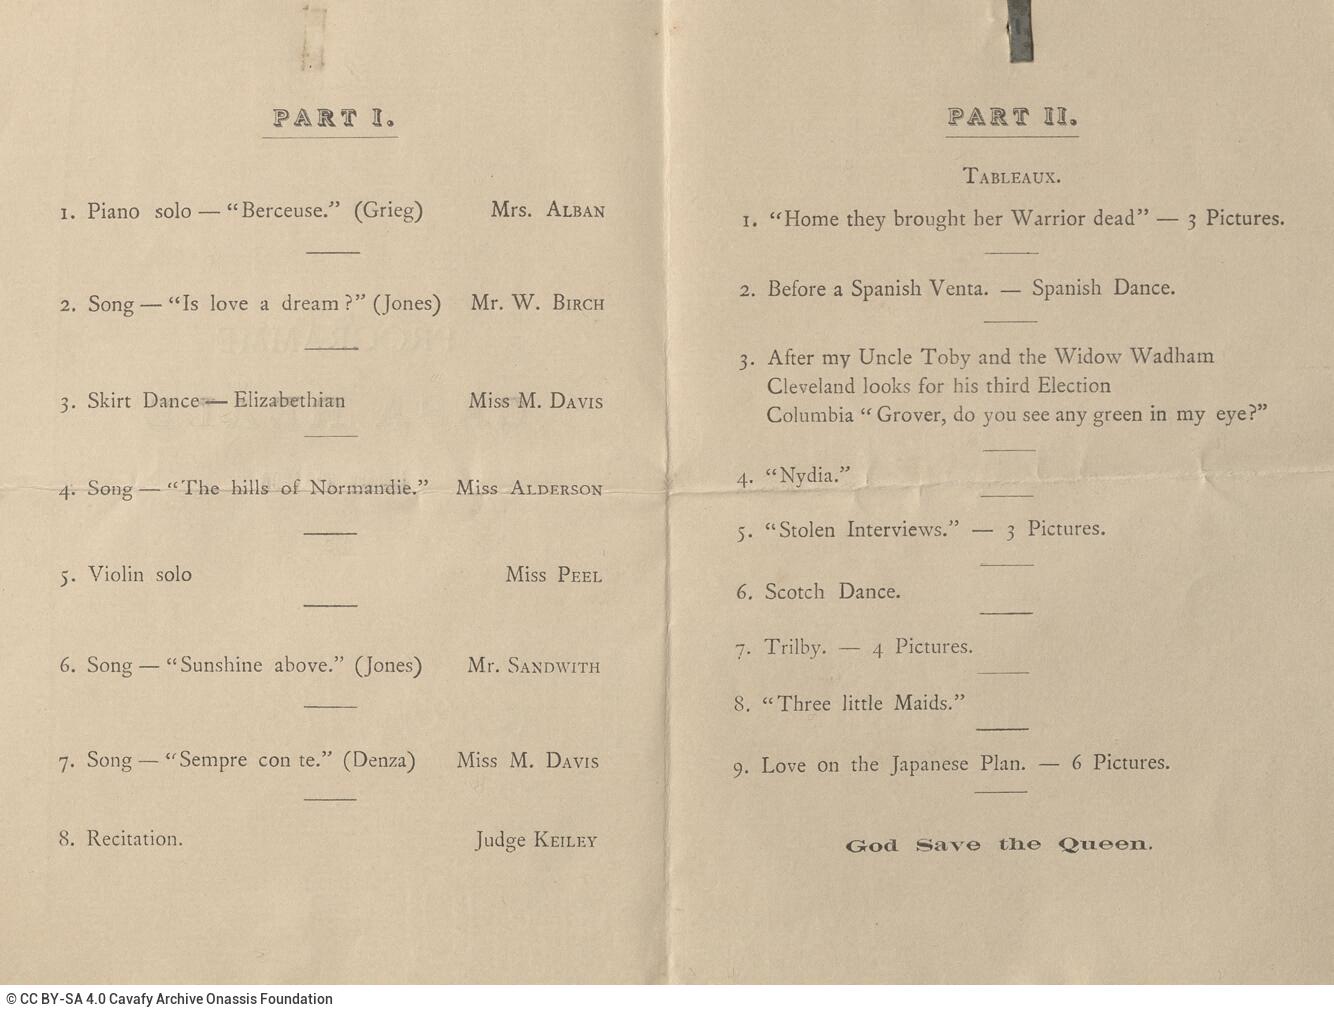 PART I.
1. Piano solo — “Berceuse.” (Grieg) Mrs. ALBAN
2. Song — “Is love a dream?” (Jones) Mr. W. BIRCH
3. Skirt Dance — Elizabethian Miss M. DAVIS
4. Song — “The hills of Normandie.” Miss ALDERSON
5. Violin solo Miss PEEL
6. Song — “Sunshine above.” (Jones) Mr. SANDWITH
7. Song — “Sempre con te.” (Denza) Miss M. DAVIS
8. Recitation. Judge KEILEY
PART II.
TABLEAUX.
1. “Home they brought her Warrior dead” — 3 Pictures.
2. Before a Spanish Venta. — Spanish Dance.
3. After my Uncle Toby and the Widow Wadham
Cleveland looks for his third Election
Columbia “Grover, do you see any green in my eye?”
4. “Nydia.”
5. “Stolen Interviews.” — 3 Pictures.
6. Scotch Dance.
7. Trilby. — 4 Pictures.
8. “Three little Maids.”
9. Love on the Japanese Plan. — 6 Pictures.
God Save the Queen.
© CC BY-SA 4.0 Cavafy Archive Onassis Foundation